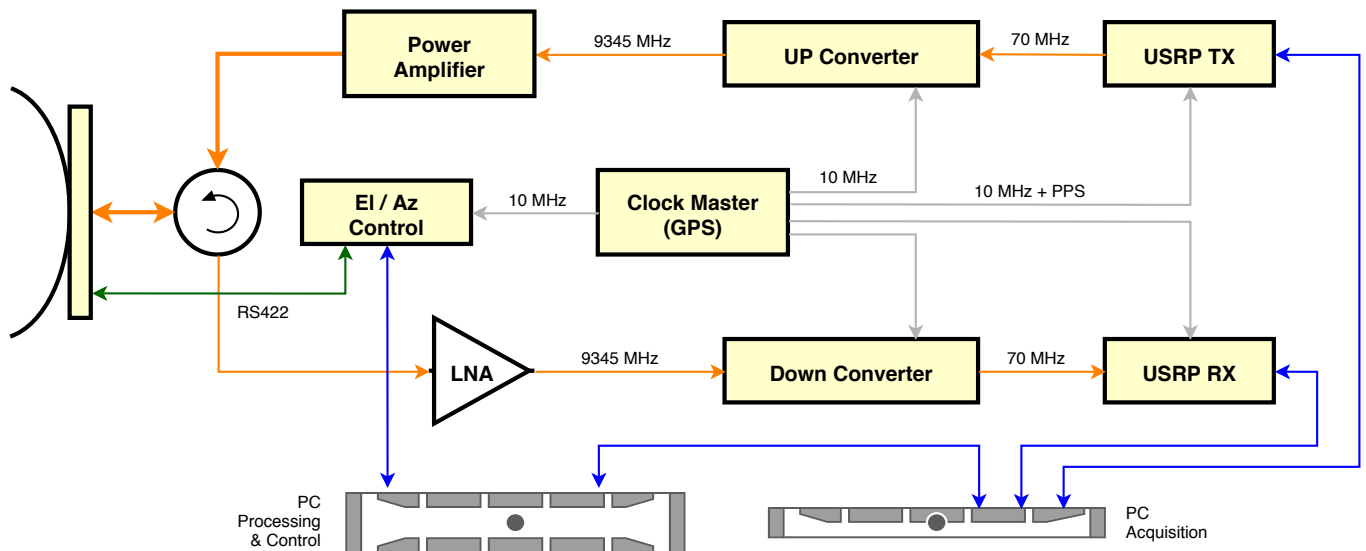 Power
Amplifier
9345 MHz
UP Converter
70 MHz
USRP TX
El / Az
Control
10 MHz
Clock Master
(GPS)
10 MHz
10 MHz + PPS
RS422
LNA
9345 MHz
Down Converter
70 MHz
USRP RX
PC
Processing
& Control
PC
Acquisition